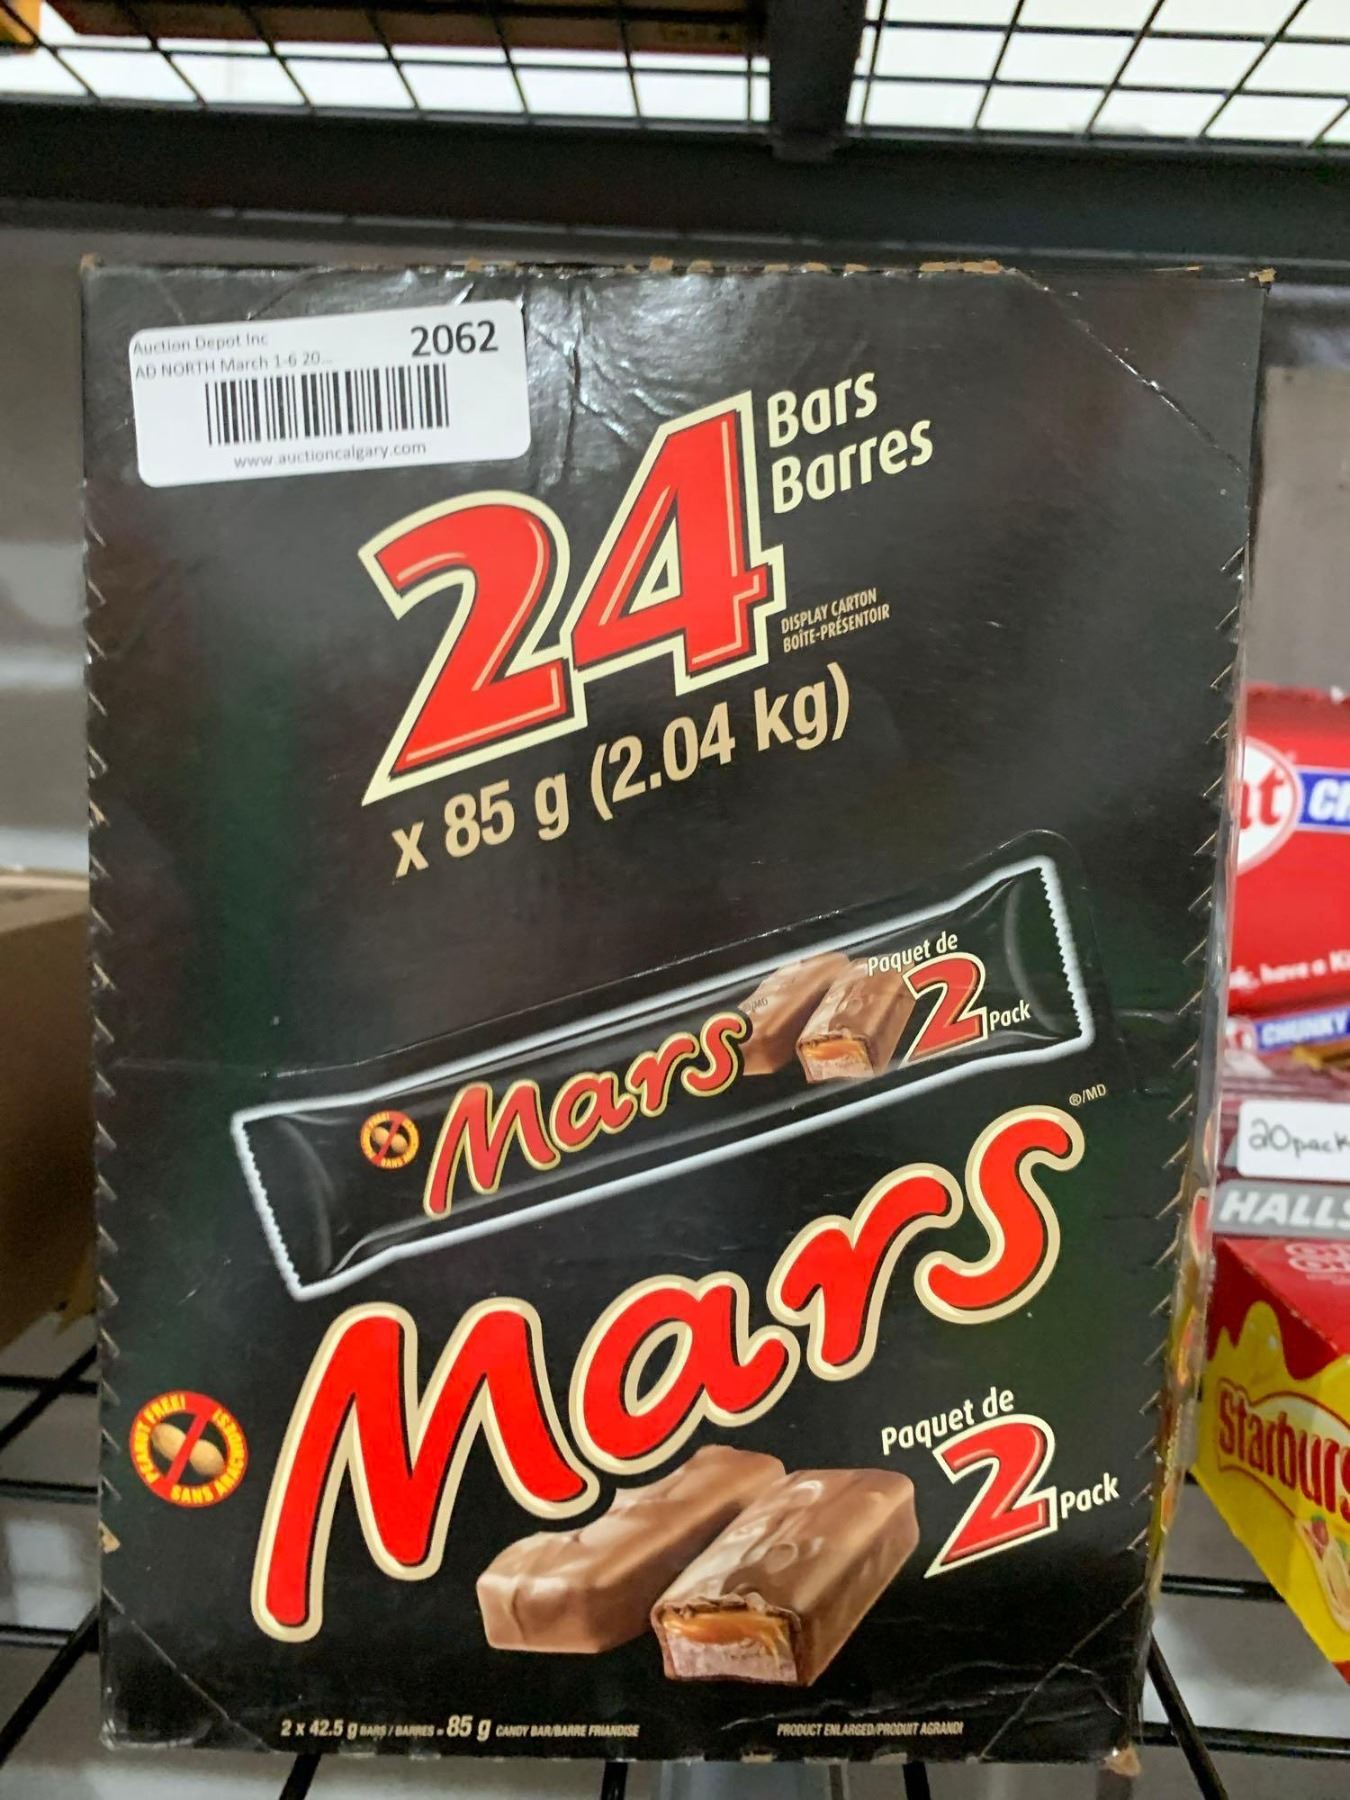 Auction Depot Inc
2062
AD NORTH March 1-6 20...
www.auctioncalgary.com
24
Bars
Barres
DISPLAY CARTON
BOÎTE-PRÉSENTOIR
x 85 g (2.04 kg)
Paquet de
2
Pack
Mars
®/MD
Mars
®/MD
PEANUT FREE!
SANS ARACHIDES!
Paquet de
2
Pack
2 x 42.5 g BARS / BARRES = 85 g CANDY BAR/BARRE FRIANDISE
PRODUCT ENLARGED/PRODUIT AGRANDI
CHUNKY
20pack
HALLS
Starburs